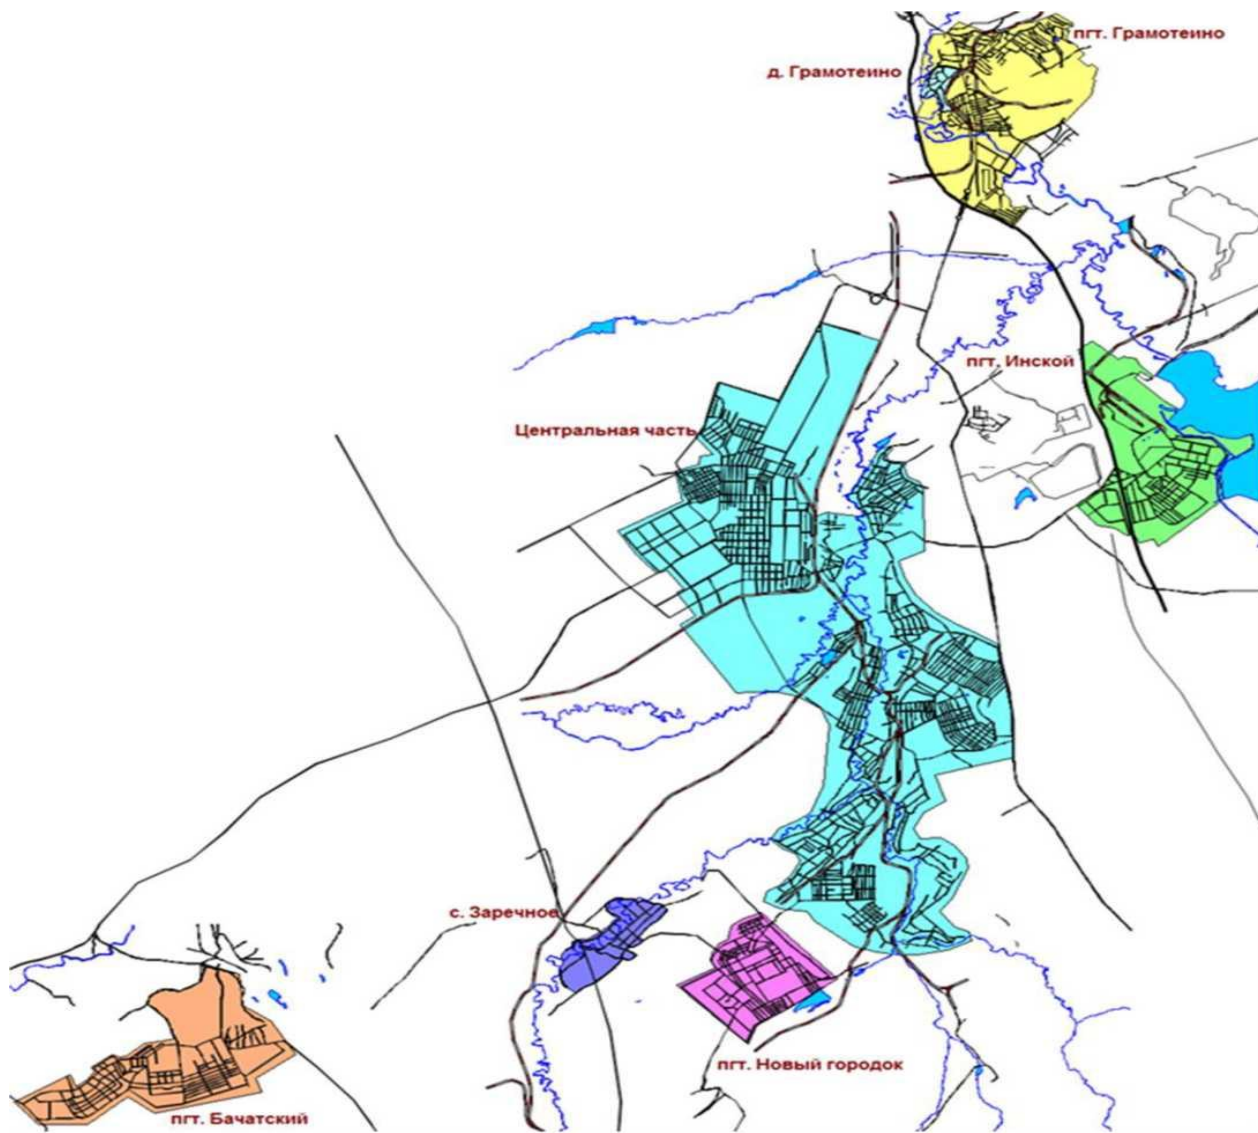 пгт. Грамотеино
д. Грамотеино
пгт. Инской
Центральная часть
с. Заречное
пгт. Новый городок
пгт. Бачатский